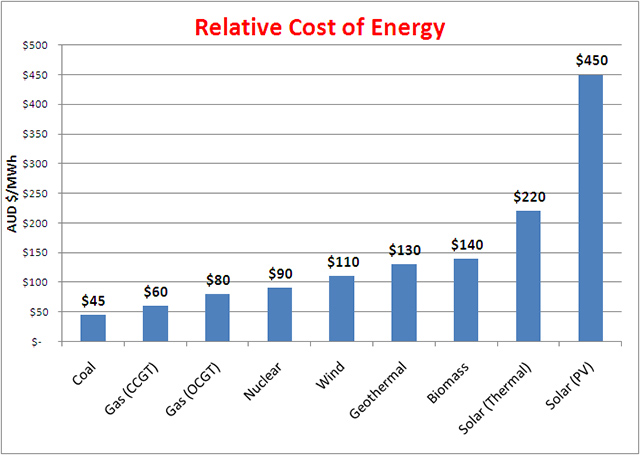 Relative Cost of Energy
AUD $/MWh
$500
$450
$400
$350
$300
$250
$200
$150
$100
$50
$-
$45
$60
$80
$90
$110
$130
$140
$220
$450
Coal
Gas (CCGT)
Gas (OCGT)
Nuclear
Wind
Geothermal
Biomass
Solar (Thermal)
Solar (PV)